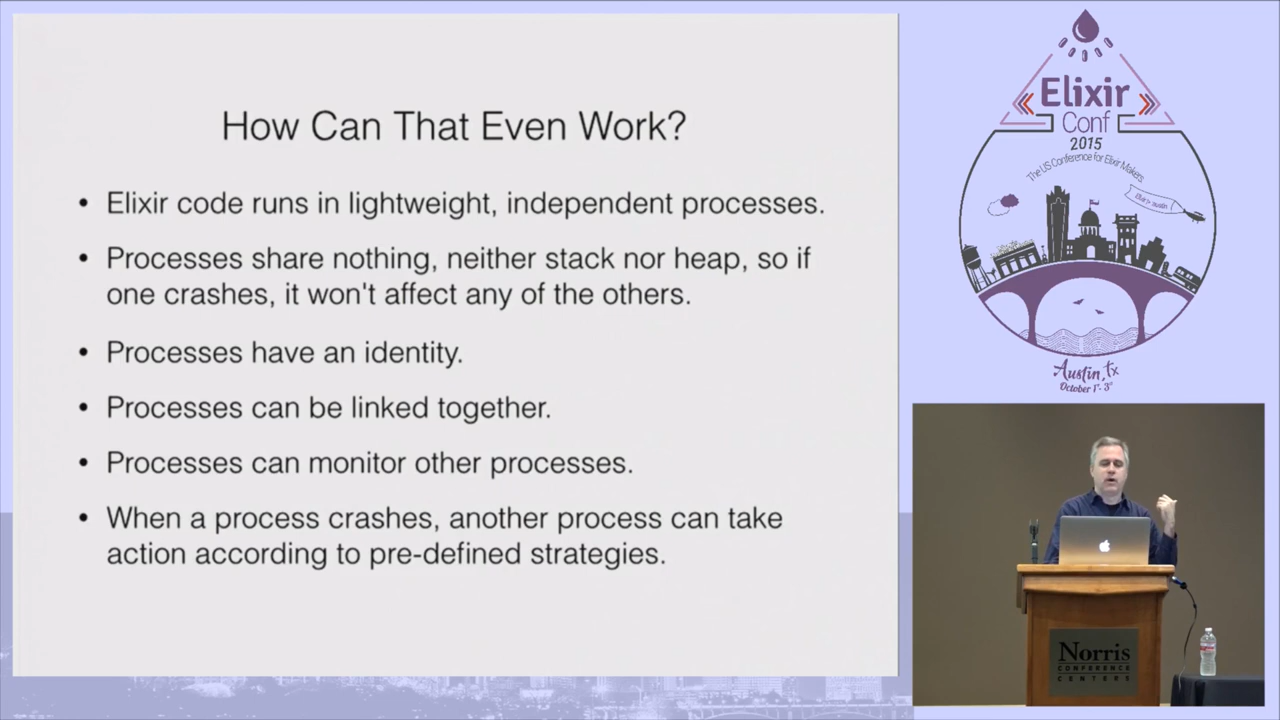 How Can That Even Work?
• Elixir code runs in lightweight, independent processes.
• Processes share nothing, neither stack nor heap, so if
one crashes, it won't affect any of the others.
• Processes have an identity.
• Processes can be linked together.
• Processes can monitor other processes.
• When a process crashes, another process can take
action according to pre-defined strategies.
Elixir
Conf
2015
The US Conference for Elixir Makers
Austin, TX
October 1st - 3rd
Norris
CONFERENCE
CENTERS